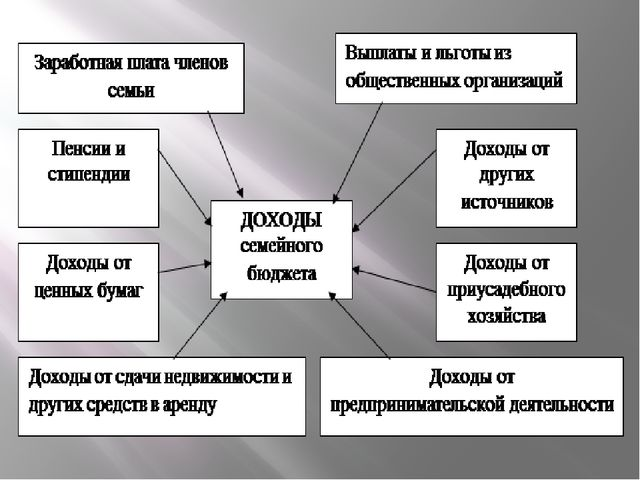 Заработная плата членов
семьи
Выплаты и льготы из
общественных организаций
Пенсии и
стипендии
Доходы от
других
источников
ДОХОДЫ
семейного
бюджета
Доходы от
ценных бумаг
Доходы от
приусадебного
хозяйства
Доходы от сдачи недвижимости и
других средств в аренду
Доходы от
предпринимательской деятельности